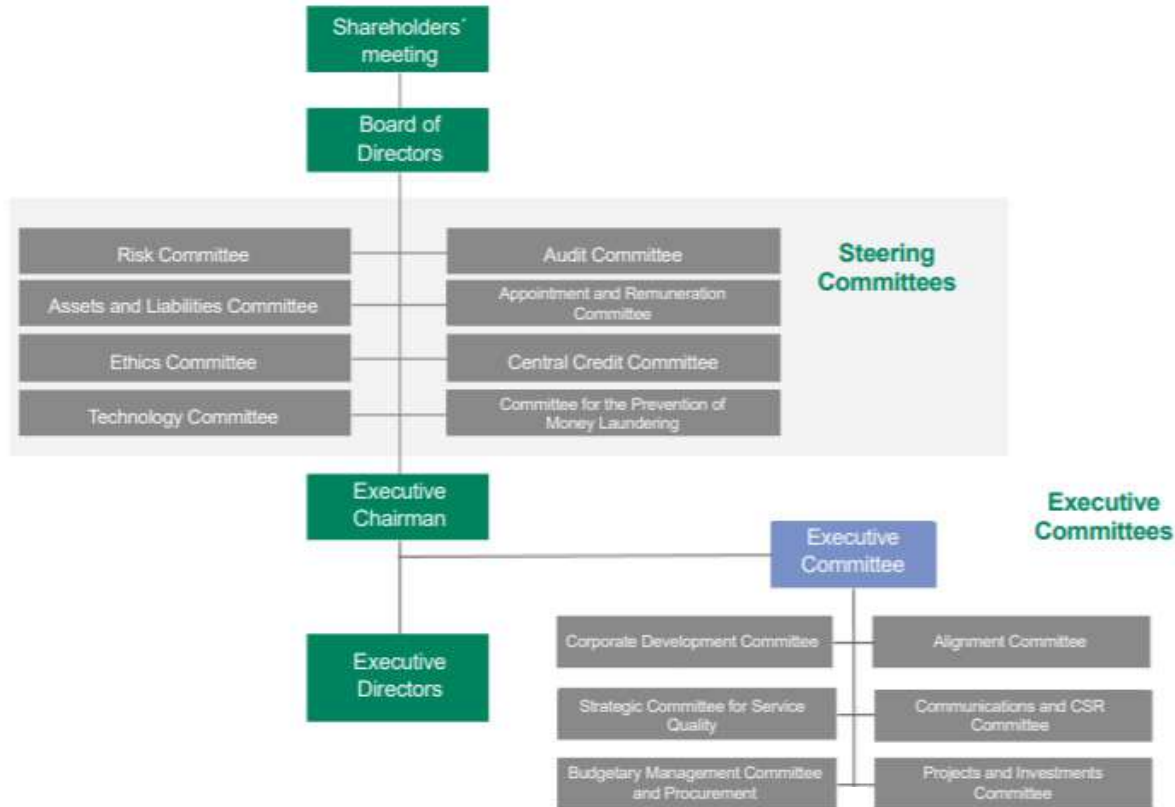 Shareholders´
meeting
Board of
Directors
Steering
Committees
Risk Committee
Audit Committee
Assets and Liabilities Committee
Appointment and Remuneration
Committee
Ethics Committee
Central Credit Committee
Technology Committee
Committee for the Prevention of
Money Laundering
Executive
Chairman
Executive
Committees
Executive
Committee
Executive
Directors
Corporate Development Committee
Alignment Committee
Strategic Committee for Service
Quality
Communications and CSR
Committee
Budgetary Management Committee
and Procurement
Projects and Investments
Committee